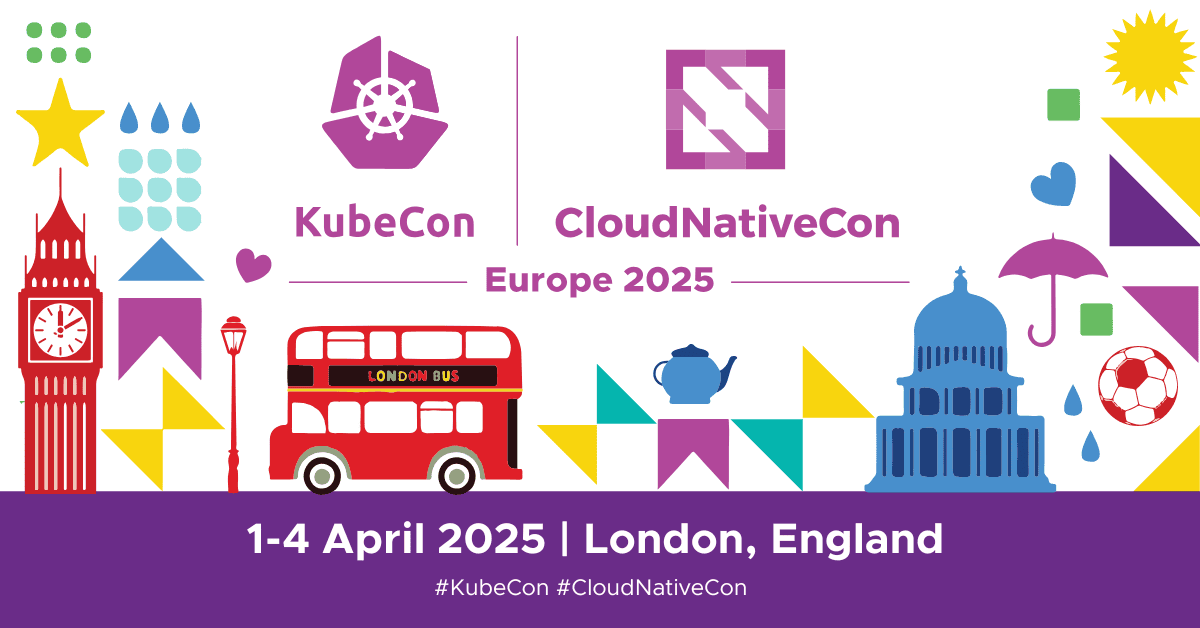 KubeCon
CloudNativeCon
Europe 2025
LONDON BUS
1-4 April 2025 | London, England
#KubeCon #CloudNativeCon